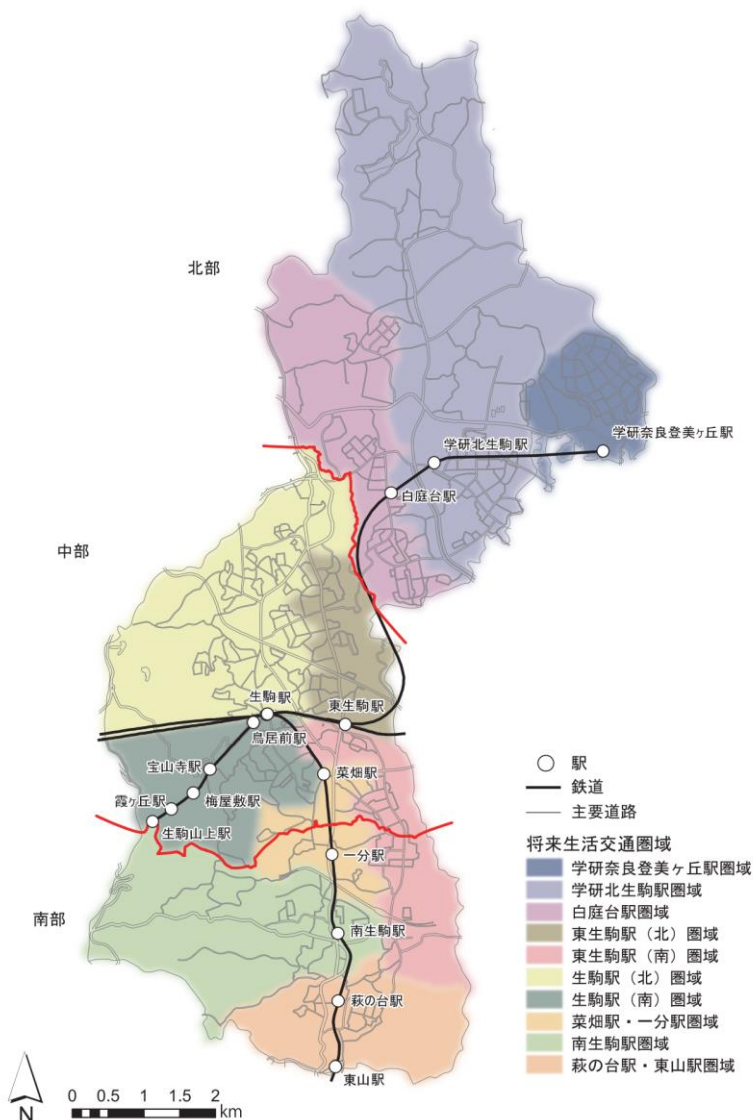 北部
学研奈良登美ヶ丘駅
学研北生駒駅
白庭台駅
中部
生駒駅
東生駒駅
鳥居前駅
宝山寺駅
菜畑駅
霞ヶ丘駅
梅屋敷駅
生駒山上駅
一分駅
南部
南生駒駅
萩の台駅
東山駅
駅
鉄道
主要道路
将来生活交通圏域
学研奈良登美ヶ丘駅圏域
学研北生駒駅圏域
白庭台駅圏域
東生駒駅（北）圏域
東生駒駅（南）圏域
生駒駅（北）圏域
生駒駅（南）圏域
菜畑駅・一分駅圏域
南生駒駅圏域
萩の台駅・東山駅圏域
N
0 0.5 1 1.5 2
km